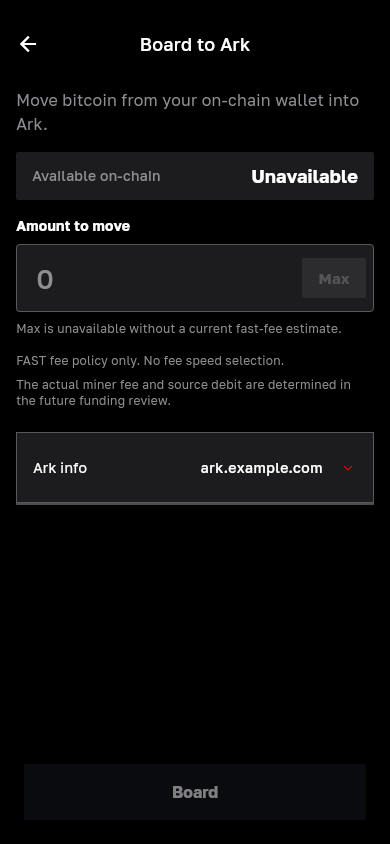 Board to Ark
Move bitcoin from your on-chain wallet into
Ark.
Available on-chain Unavailable
Amount to move
0 Max
Max is unavailable without a current fast-fee estimate.
FAST fee policy only. No fee speed selection.
The actual miner fee and source debit are determined in
the future funding review.
Ark info ark.example.com
Board